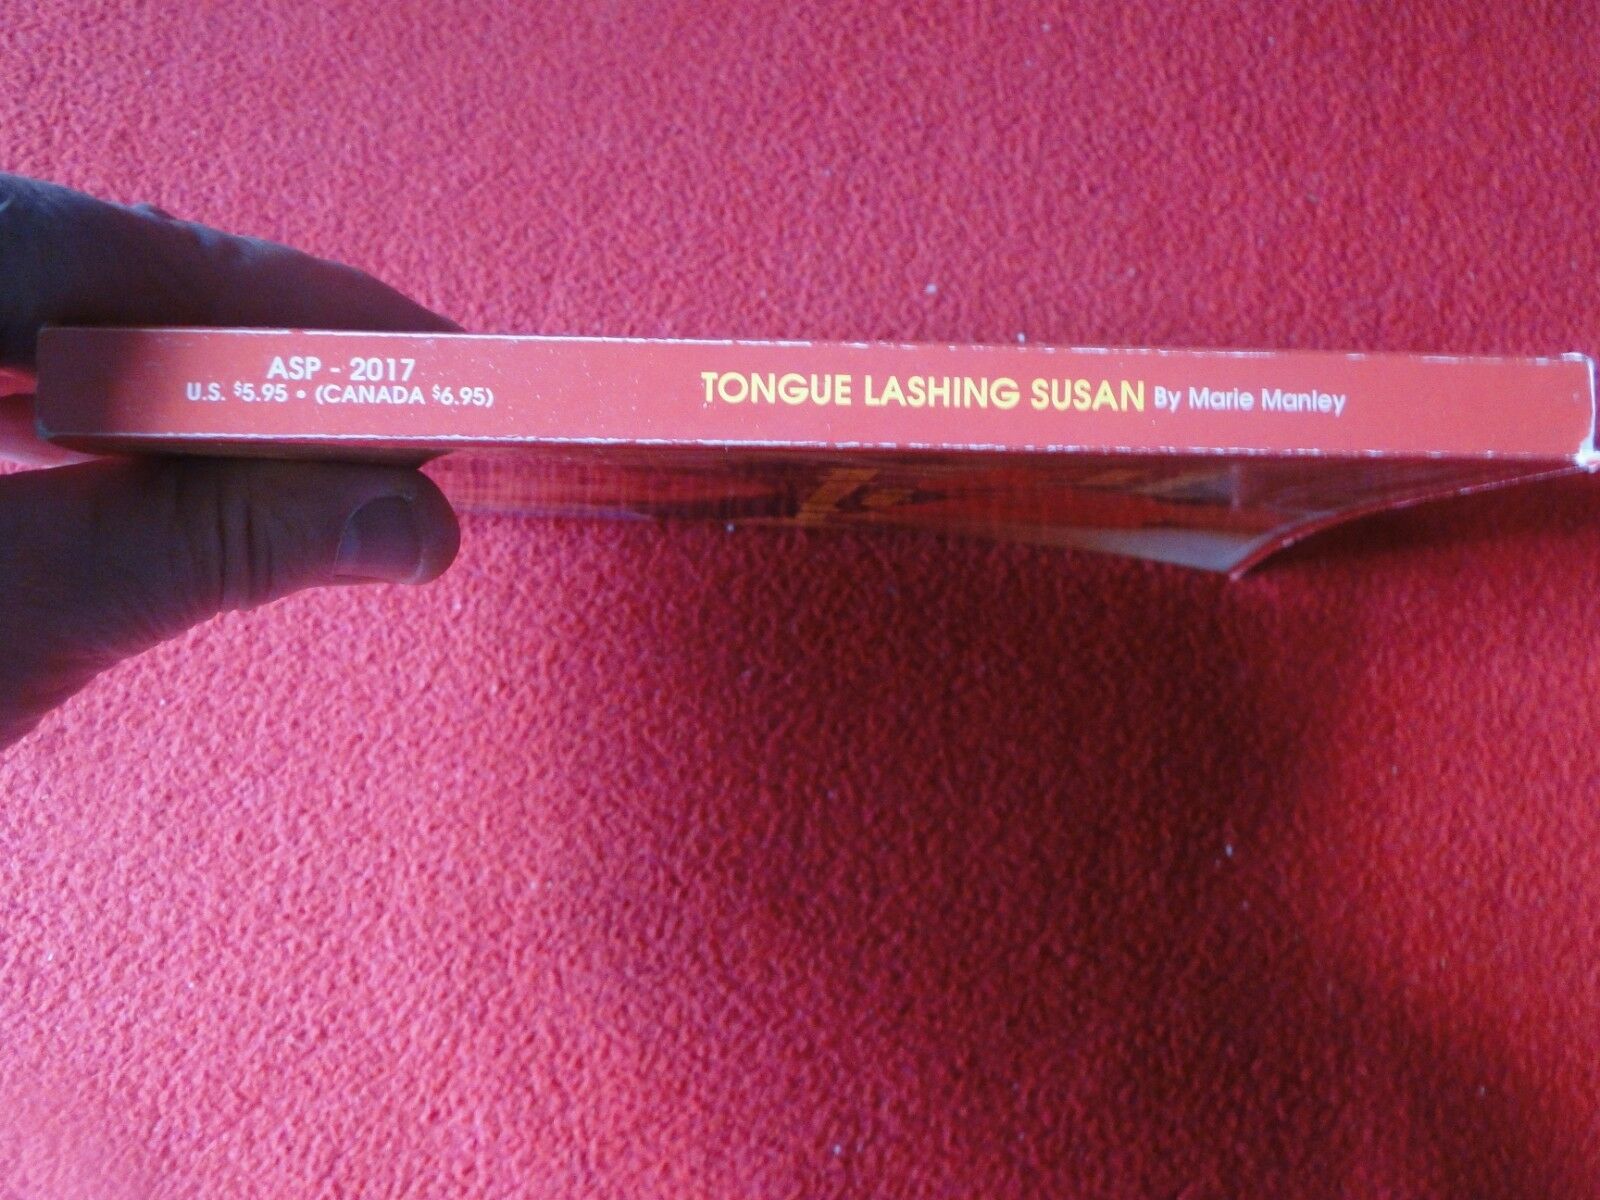 ASP - 2017
U.S. $5.95 • (CANADA $6.95)
TONGUE LASHING SUSAN By Marie Manley